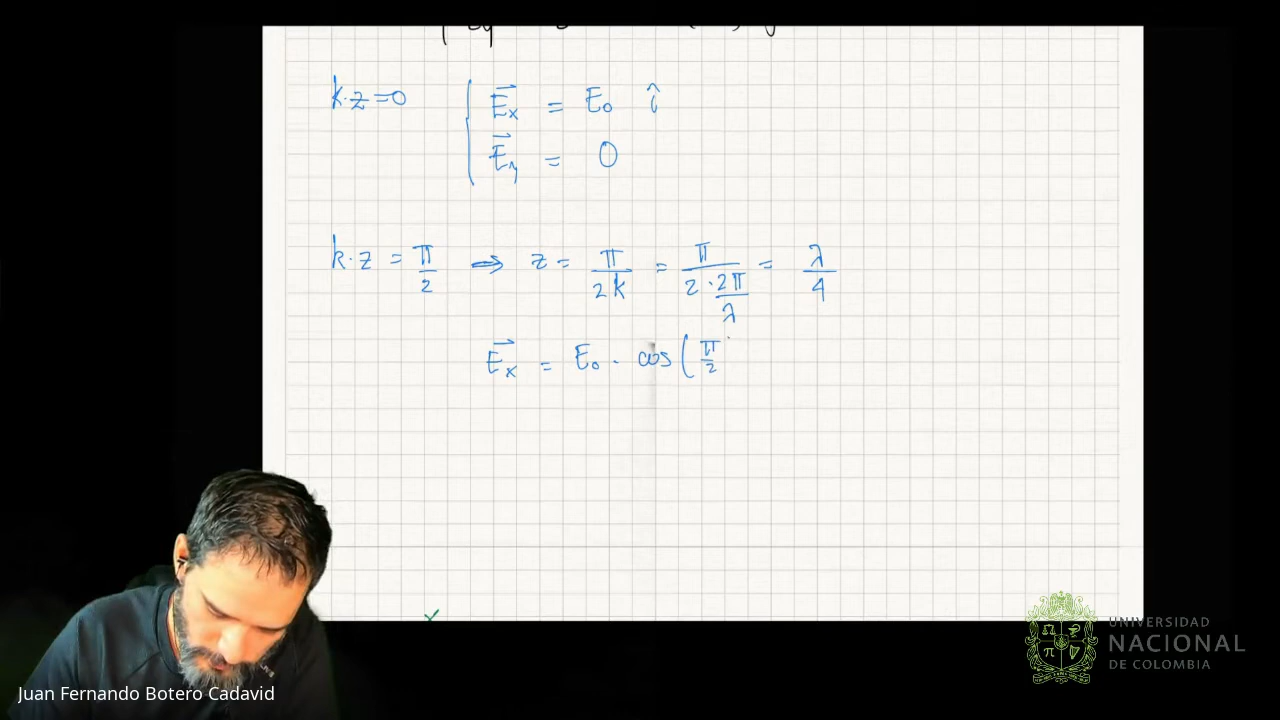 k·z=0
E⃗x = E₀ î
E⃗y = 0
k·z = π/2 ⇒ z = π/2k = π/(2·2π/λ) = λ/4
E⃗x = E₀ · cos(π/2
UNIVERSIDAD
NACIONAL
DE COLOMBIA
Juan Fernando Botero Cadavid